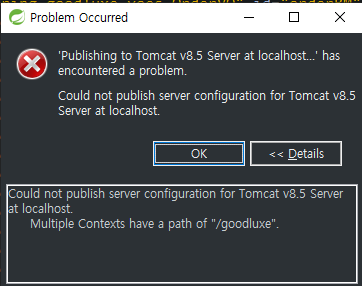 Problem Occurred
'Publishing to Tomcat v8.5 Server at localhost...' has
encountered a problem.
Could not publish server configuration for Tomcat v8.5
Server at localhost.
OK
<< Details
Could not publish server configuration for Tomcat v8.5 Server
at localhost.
Multiple Contexts have a path of "/goodluxe".